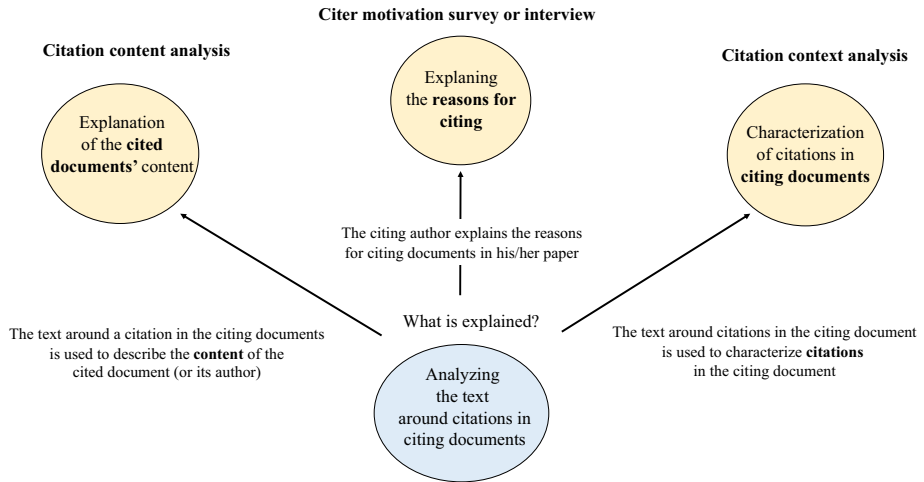 Citer motivation survey or interview
Citation content analysis
Citation context analysis
Explaning
the reasons for
citing
Explanation
of the cited
documents’ content
Characterization
of citations in
citing documents
The citing author explains the reasons
for citing documents in his/her paper
What is explained?
The text around a citation in the citing documents
is used to describe the content of the
cited document (or its author)
The text around citations in the citing document
is used to characterize citations
in the citing document
Analyzing
the text
around citations in
citing documents